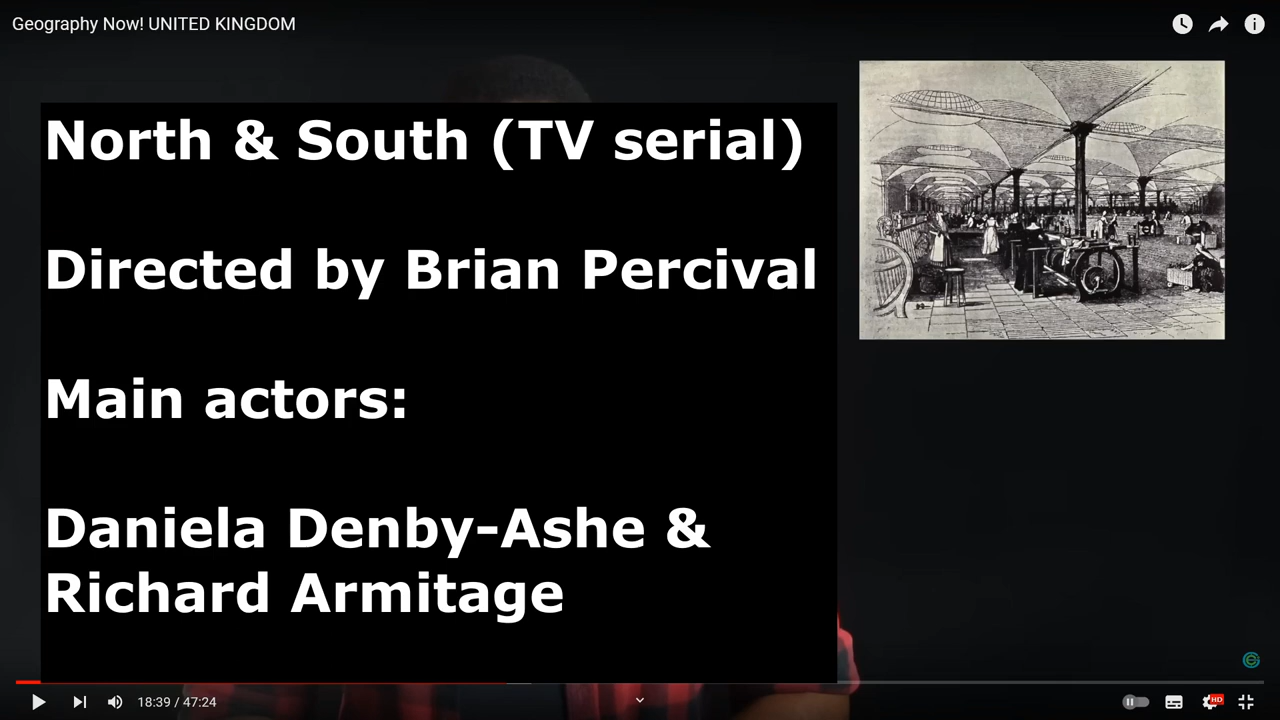 Geography Now! UNITED KINGDOM
North & South (TV serial)
Directed by Brian Percival
Main actors:
Daniela Denby-Ashe &
Richard Armitage
18:39 / 47:24
HD